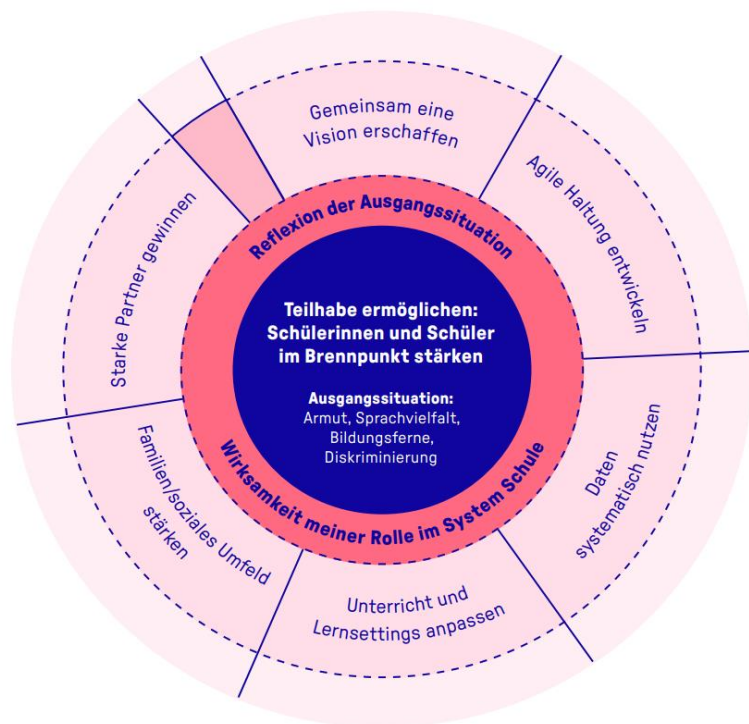 Gemeinsam eine
Vision erschaffen
Agile Haltung entwickeln
Daten
systematisch nutzen
Unterricht und
Lernsettings anpassen
Familien/soziales Umfeld
stärken
Starke Partner gewinnen
Reflexion der Ausgangssituation
Teilhabe ermöglichen:
Schülerinnen und Schüler
im Brennpunkt stärken
Ausgangssituation:
Armut, Sprachvielfalt,
Bildungsferne,
Diskriminierung
Wirksamkeit meiner Rolle im System Schule